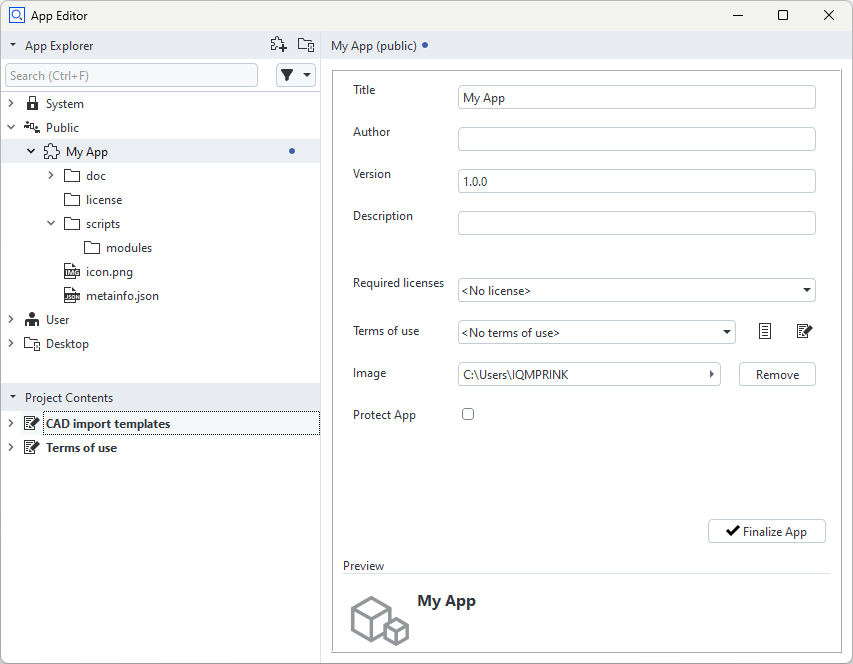 App Editor
App Explorer
Search (Ctrl+F)
System
Public
My App
doc
license
scripts
modules
IMG icon.png
JSON metainfo.json
User
Desktop
Project Contents
CAD import templates
Terms of use
My App (public)
Title
My App
Author
Version
1.0.0
Description
Required licenses
<No license>
Terms of use
<No terms of use>
Image
C:\Users\IQMPRINK
Remove
Protect App
Finalize App
Preview
My App